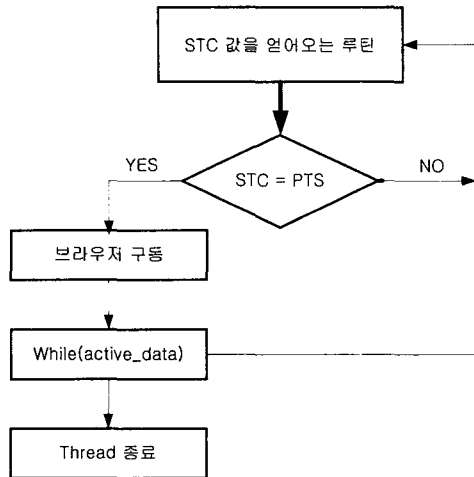 STC 값을 얻어오는 루틴
YES
STC = PTS
NO
브라우저 구동
While(active_data)
Thread 종료